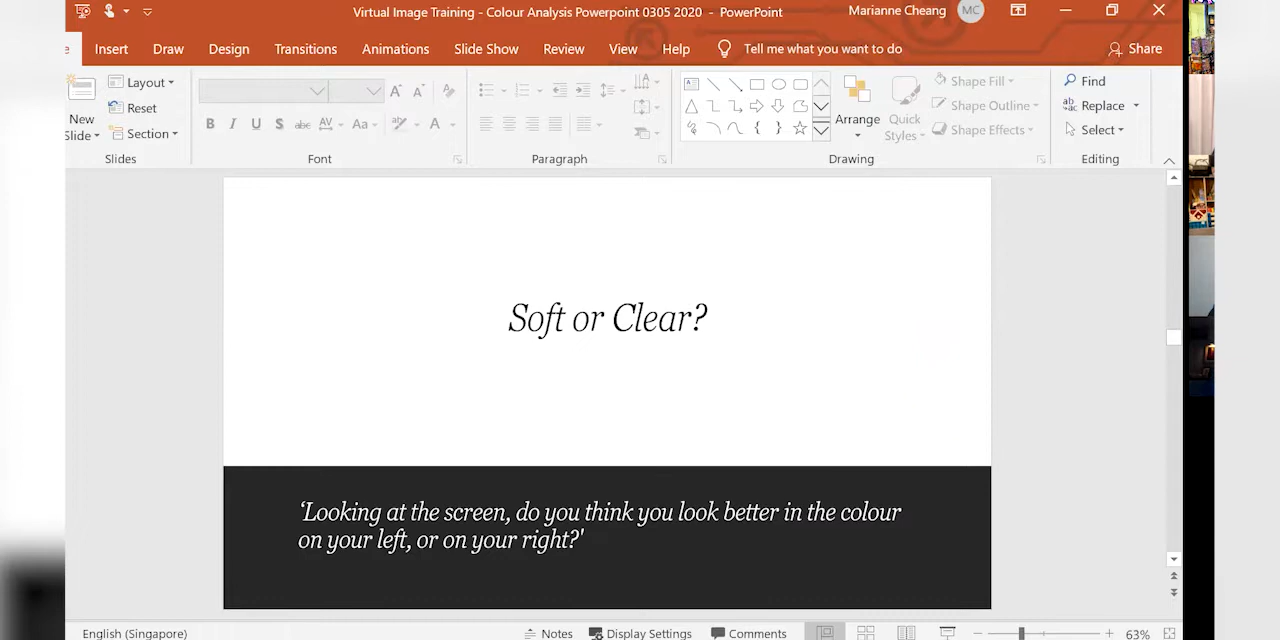 Virtual Image Training - Colour Analysis Powerpoint 0305 2020 - PowerPoint
Marianne Cheang MC
Insert Draw Design Transitions Animations Slide Show Review View Help Tell me what you want to do Share
New Slide
Layout
Reset
Section
Slides
B I U S abc AV Aa A
Font
Paragraph
Arrange
Quick Styles
Shape Fill
Shape Outline
Shape Effects
Drawing
Find
Replace
Select
Editing
Soft or Clear?
‘Looking at the screen, do you think you look better in the colour
on your left, or on your right?'
English (Singapore) Notes Display Settings Comments 63%